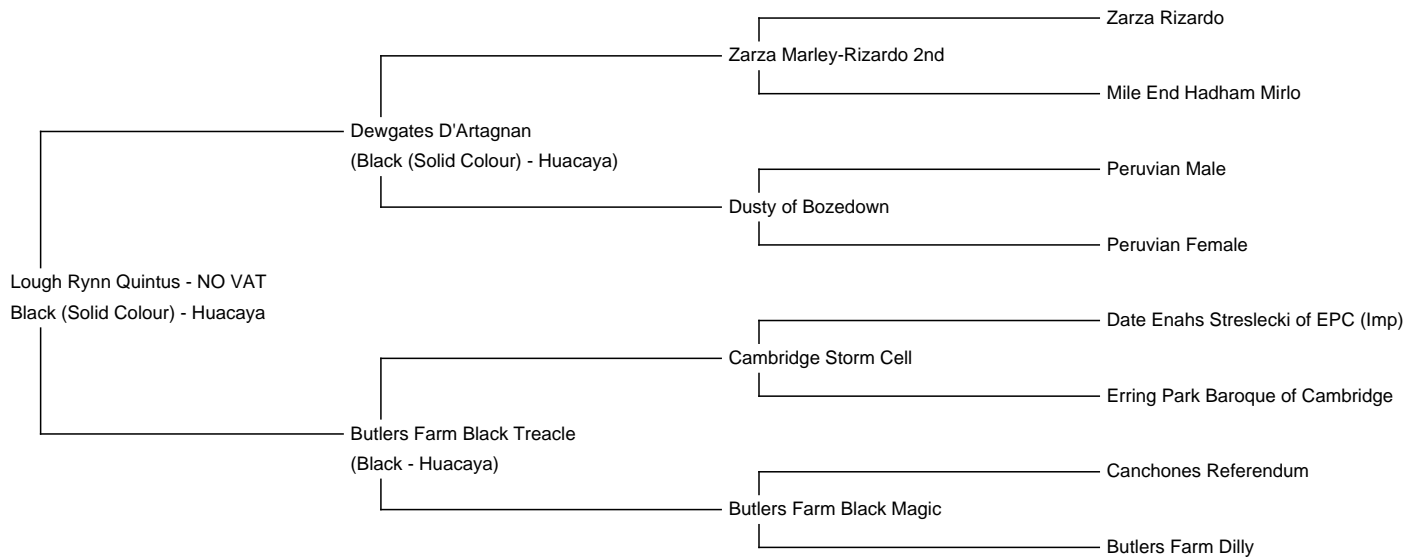 Zarza Rizardo
Zarza Marley-Rizardo 2nd
Mile End Hadham Mirlo
Dewgates D'Artagnan
(Black (Solid Colour) - Huacaya)
Peruvian Male
Dusty of Bozedown
Peruvian Female
Lough Rynn Quintus - NO VAT
Black (Solid Colour) - Huacaya
Date Enahs Streslecki of EPC (Imp)
Cambridge Storm Cell
Erring Park Baroque of Cambridge
Butlers Farm Black Treacle
(Black - Huacaya)
Canchones Referendum
Butlers Farm Black Magic
Butlers Farm Dilly